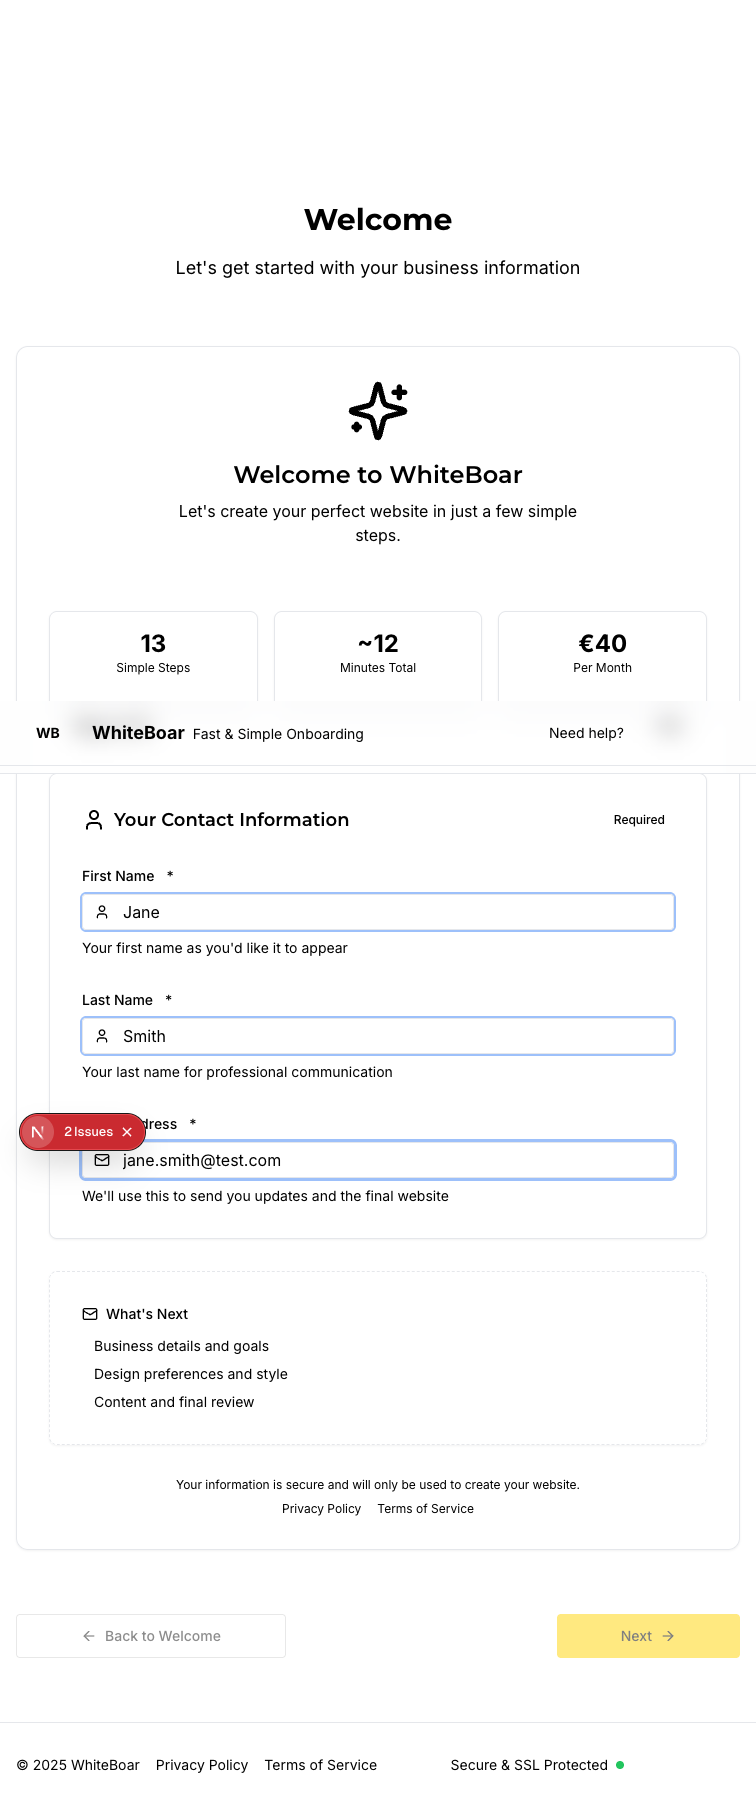 Welcome
Let's get started with your business information
Welcome to WhiteBoar
Let's create your perfect website in just a few simple
steps.
13
Simple Steps
~12
Minutes Total
€40
Per Month
WB WhiteBoar Fast & Simple Onboarding Need help?
Your Contact Information Required
First Name *
Jane
Your first name as you'd like it to appear
Last Name *
Smith
Your last name for professional communication
dress *
2 Issues
jane.smith@test.com
We'll use this to send you updates and the final website
What's Next
Business details and goals
Design preferences and style
Content and final review
Your information is secure and will only be used to create your website.
Privacy Policy Terms of Service
Back to Welcome Next
© 2025 WhiteBoar Privacy Policy Terms of Service Secure & SSL Protected